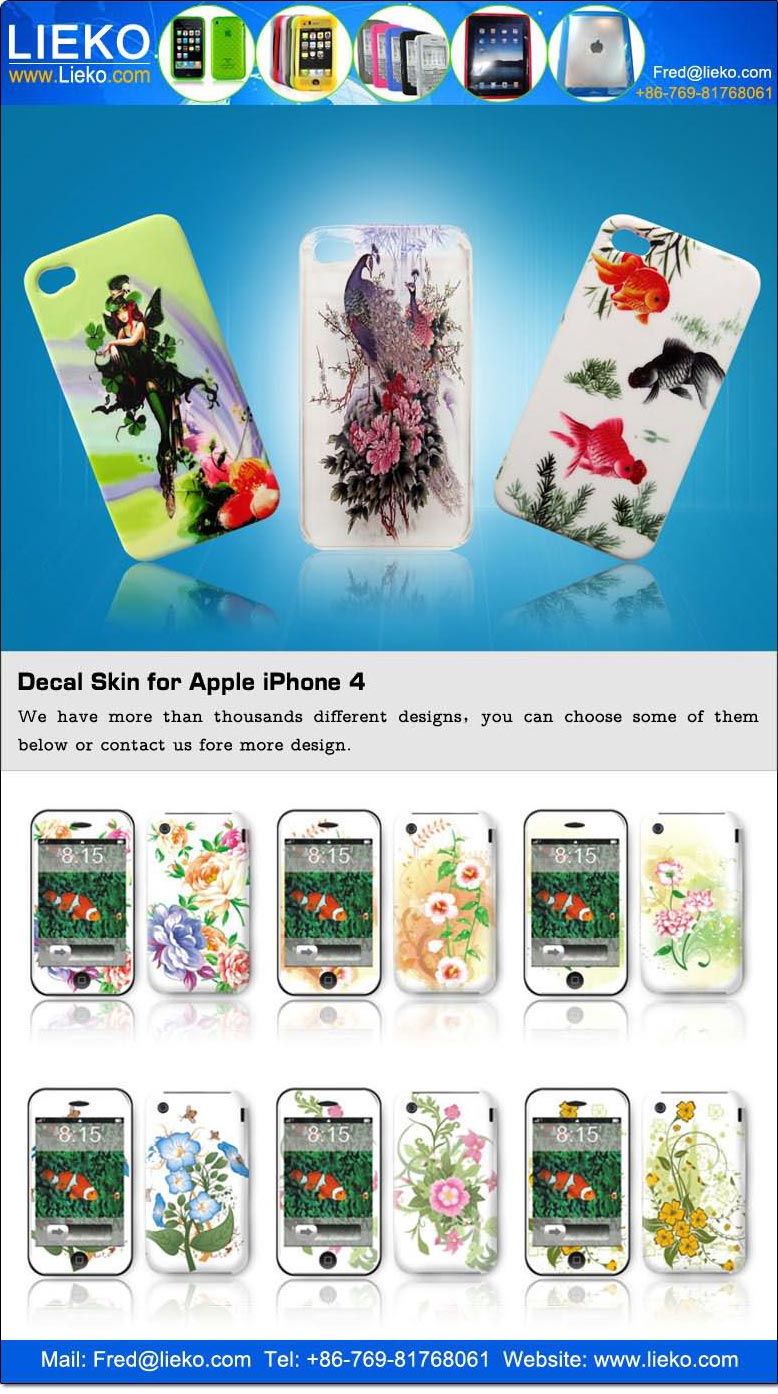 LIEKO
www.Lieko.com
Fred@lieko.com
+86-769-81768061
Decal Skin for Apple iPhone 4
We have more than thousands different designs, you can choose some of them
below or contact us fore more design.
8:15
8:15
8:15
8:15
8:15
8:15
Mail: Fred@lieko.com Tel: +86-769-81768061 Website: www.lieko.com